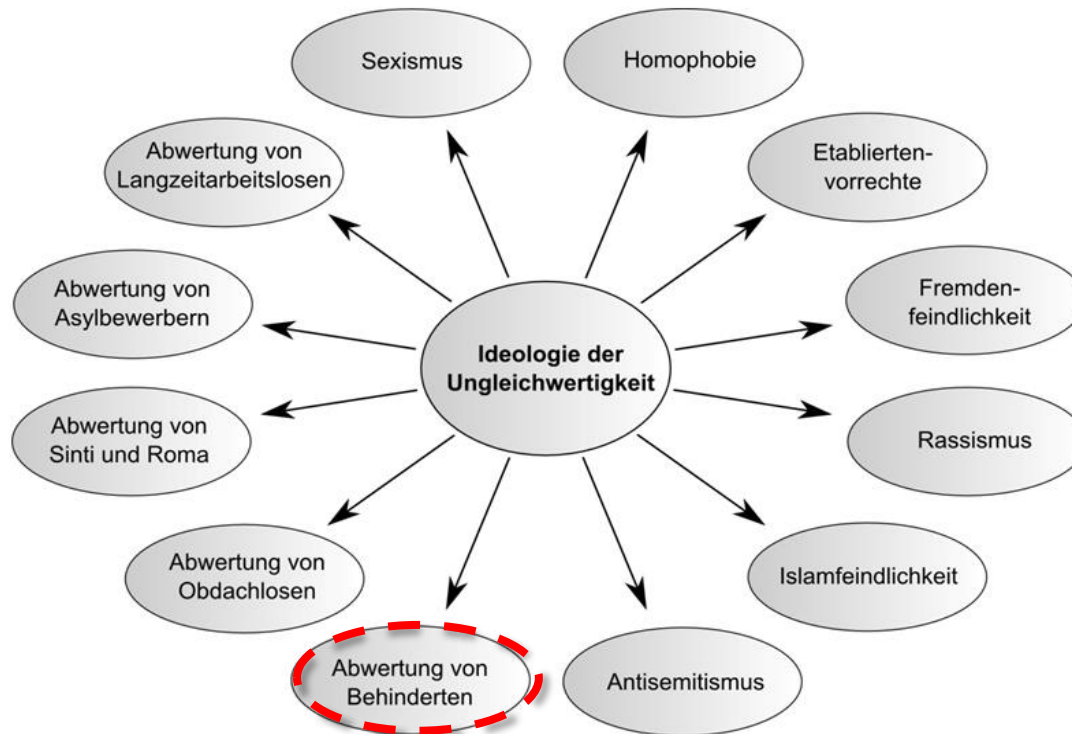 Sexismus
Homophobie
Abwertung von
Langzeitarbeitslosen
Etablierten-
vorrechte
Abwertung von
Asylbewerbern
Fremden-
feindlichkeit
Ideologie der
Ungleichwertigkeit
Abwertung von
Sinti und Roma
Rassismus
Abwertung von
Obdachlosen
Islamfeindlichkeit
Abwertung von
Behinderten
Antisemitismus